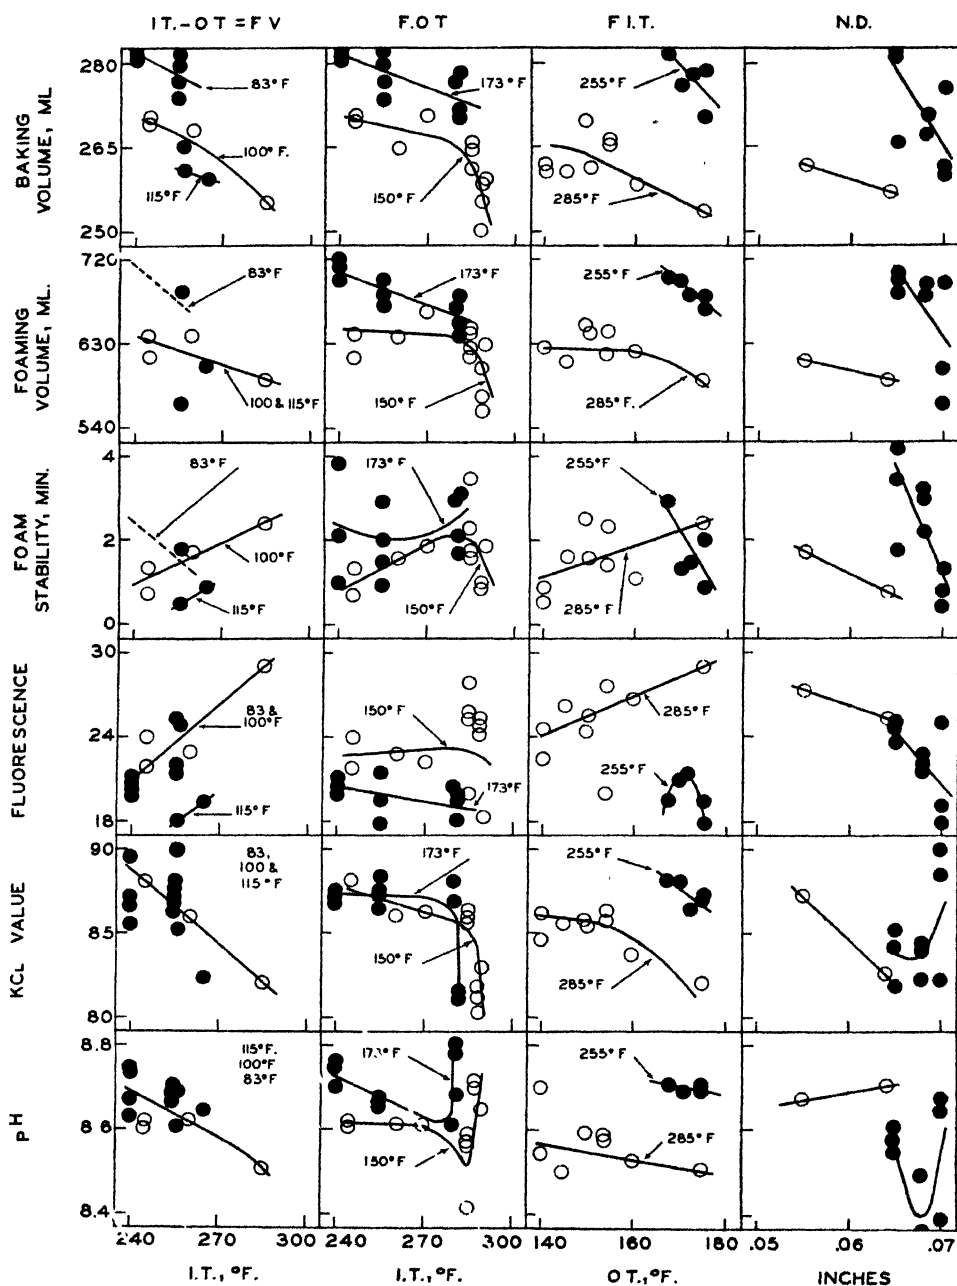 I T.-O T = F V F.O T F I.T. N.D.
BAKING VOLUME, ML
280
265
250
83°F
100°F.
115°F
173°F
150°F
255°F
285°F
FOAMING VOLUME, ML.
720
630
540
83°F
100 & 115°F
173°F
150°F
255°F
285°F.
FOAM STABILITY, MIN.
4
2
0
83°F
100°F
115°F
173°F
150°F
255°F
285°F
FLUORESCENCE
30
24
18
83 &
100°F
115°F
150°F
173°F
285°F
255°F
KCL VALUE
90
85
80
83,
100 &
115°F
173°F
150°F
255°F
285°F
pH
8.8
8.6
8.4
115°F.
100°F
83°F
173°F
150°F
255°F
285°F
240 270 300 240 270 300 140 160 180 .05 .06 .07
I.T., °F. I.T., °F. O T.,°F. INCHES